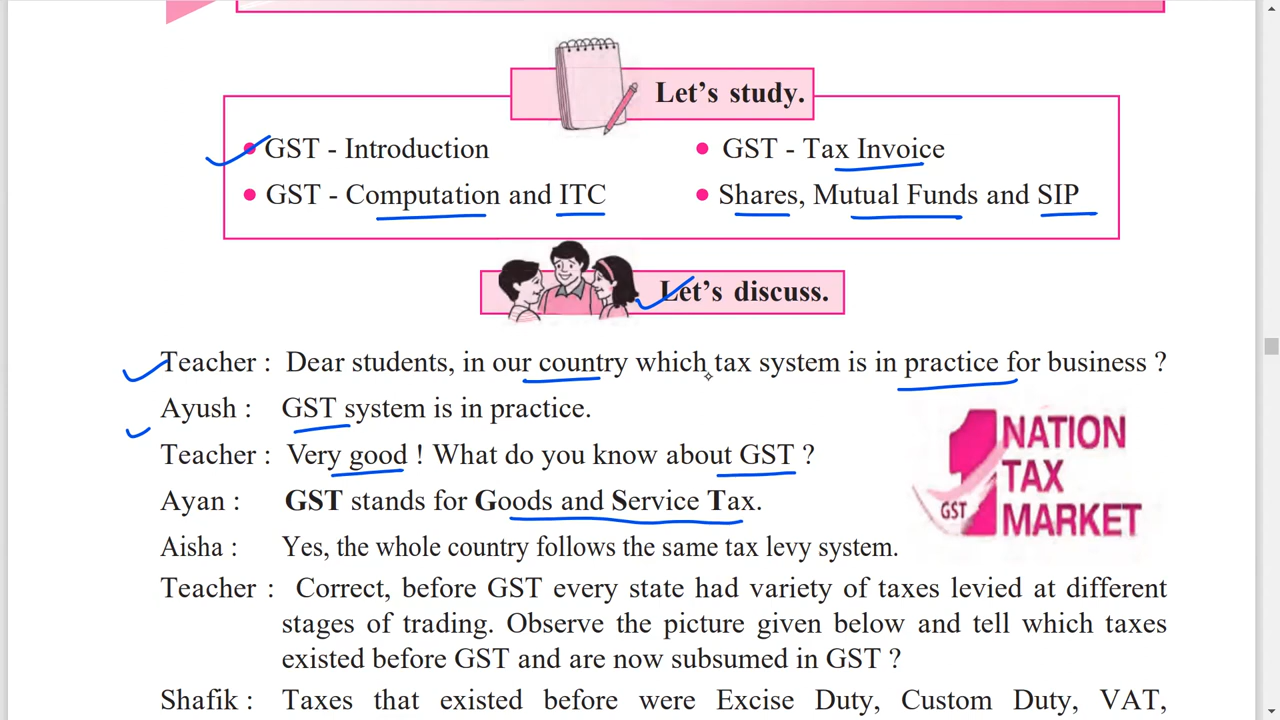 Let's study.
• GST - Introduction
• GST - Tax Invoice
• GST - Computation and ITC
• Shares, Mutual Funds and SIP
Let's discuss.
Teacher : Dear students, in our country which tax system is in practice for business ?
Ayush : GST system is in practice.
Teacher : Very good ! What do you know about GST ?
Ayan : GST stands for Goods and Service Tax.
1 NATION
TAX
MARKET
GST
Aisha : Yes, the whole country follows the same tax levy system.
Teacher : Correct, before GST every state had variety of taxes levied at different
stages of trading. Observe the picture given below and tell which taxes
existed before GST and are now subsumed in GST ?
Shafik : Taxes that existed before were Excise Duty, Custom Duty, VAT,